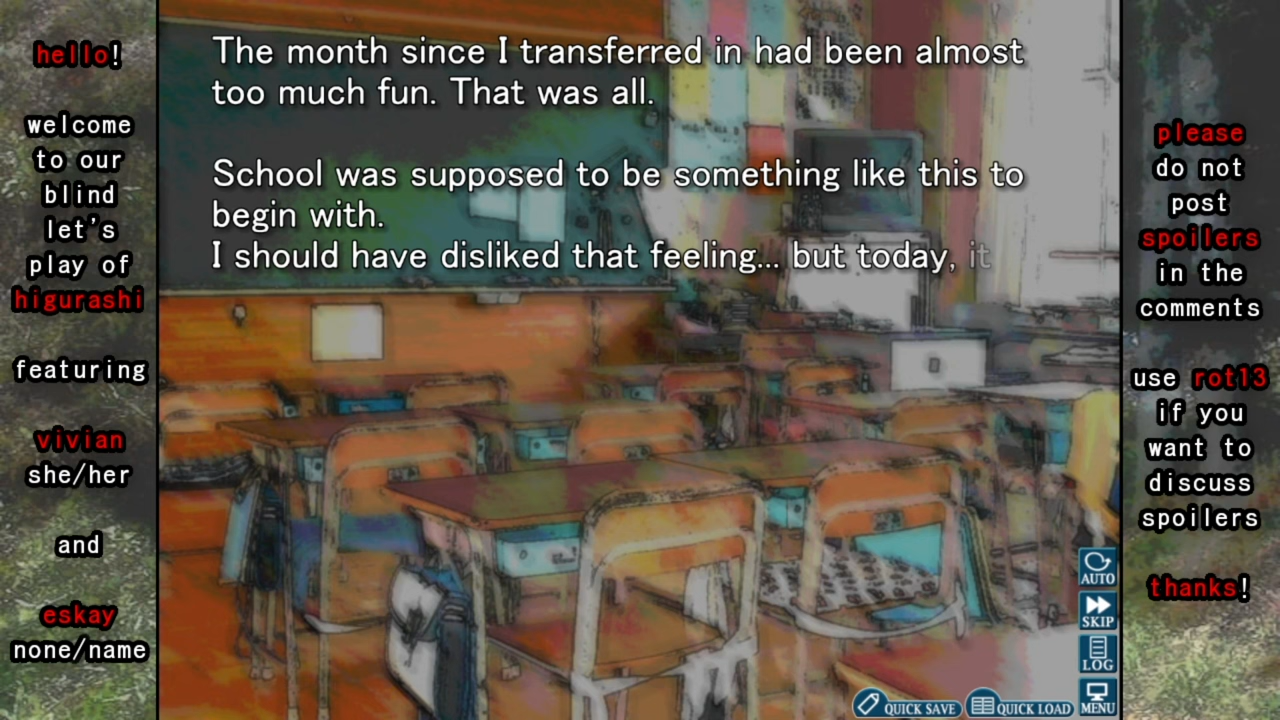 hello!
welcome
to our
blind
let's
play of
higurashi
featuring
vivian
she/her
and
eskay
none/name
The month since I transferred in had been almost
too much fun. That was all.
School was supposed to be something like this to
begin with.
I should have disliked that feeling... but today, it
AUTO
SKIP
LOG
MENU
QUICK SAVE
QUICK LOAD
please
do not
post
spoilers
in the
comments
use rot13
if you
want to
discuss
spoilers
thanks!